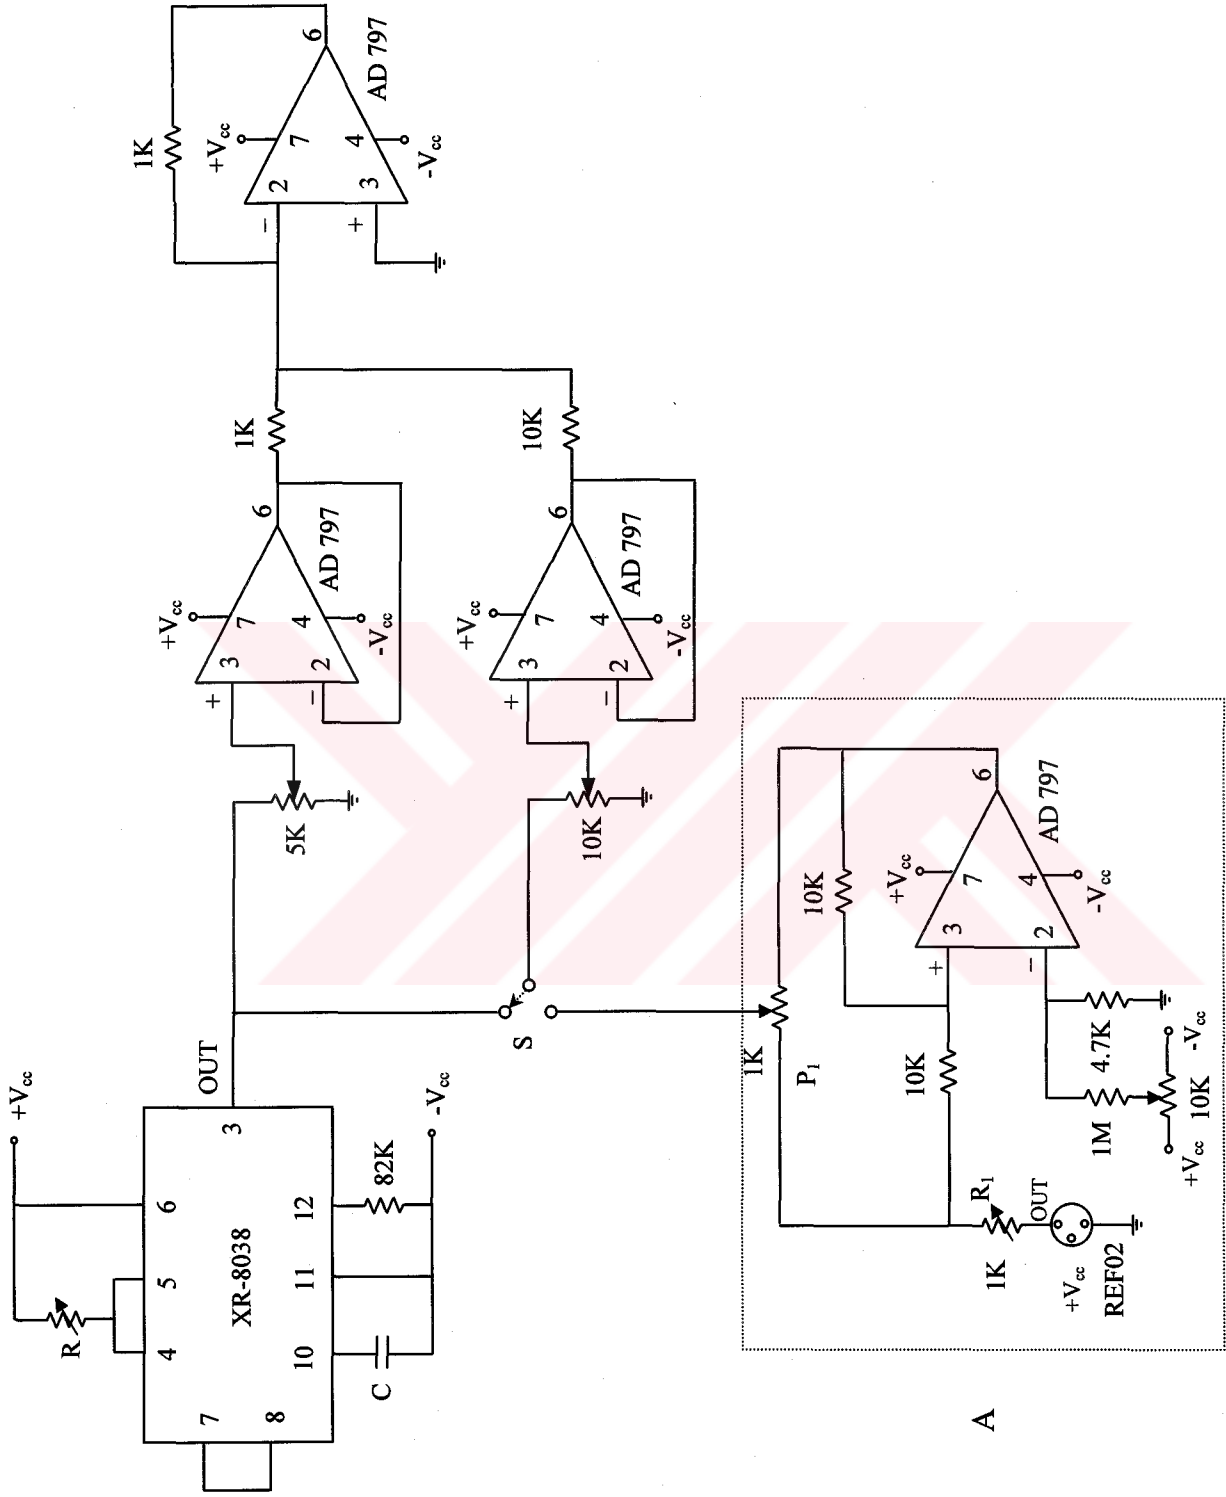 +Vcc
R
4
5
6
7
8
XR-8038
3
OUT
10
11
12
C
82K
-Vcc
5K
+
3
+Vcc
7
2
−
4
-Vcc
AD 797
6
1K
1K
−
2
+Vcc
7
+
3
4
-Vcc
AD 797
6
S
10K
+
3
+Vcc
7
−
2
4
-Vcc
AD 797
6
10K
1K
P1
10K
10K
+
3
+Vcc
7
−
2
4
-Vcc
AD 797
6
R1
1K
OUT
+Vcc
REF02
1M
4.7K
+Vcc
10K
-Vcc
A